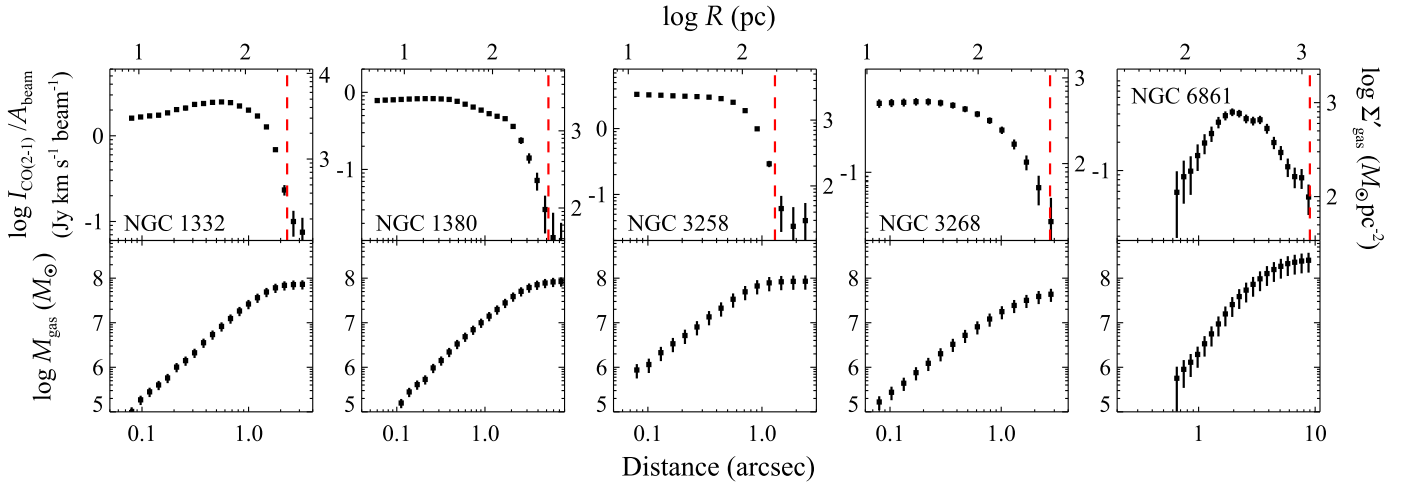 log R (pc)
1 2 1 2 1 2 1 2 2 3
log I_CO(2-1) /A_beam
(Jy km s⁻¹ beam⁻¹)
0
-1
4
3
NGC 1332
0
-1
3
2
NGC 1380
0
-1
3
2
NGC 3258
-1
3
2
NGC 3268
NGC 6861
-1
3
2
log Σ′_gas (M_⊙ pc⁻²)
log M_gas (M_⊙)
8
7
6
5
8
7
6
5
8
7
6
5
8
7
6
5
8
7
6
5
0.1 1.0 0.1 1.0 0.1 1.0 0.1 1.0 1 10
Distance (arcsec)